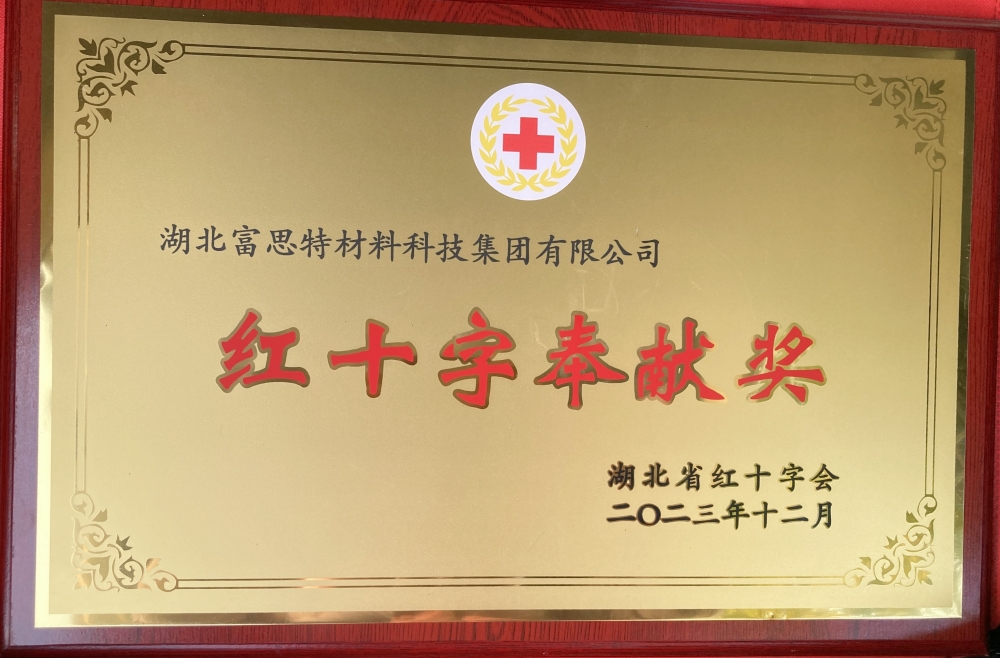 湖北富思特材料科技集团有限公司
红十字奉献奖
湖北省红十字会
二〇二三年十二月